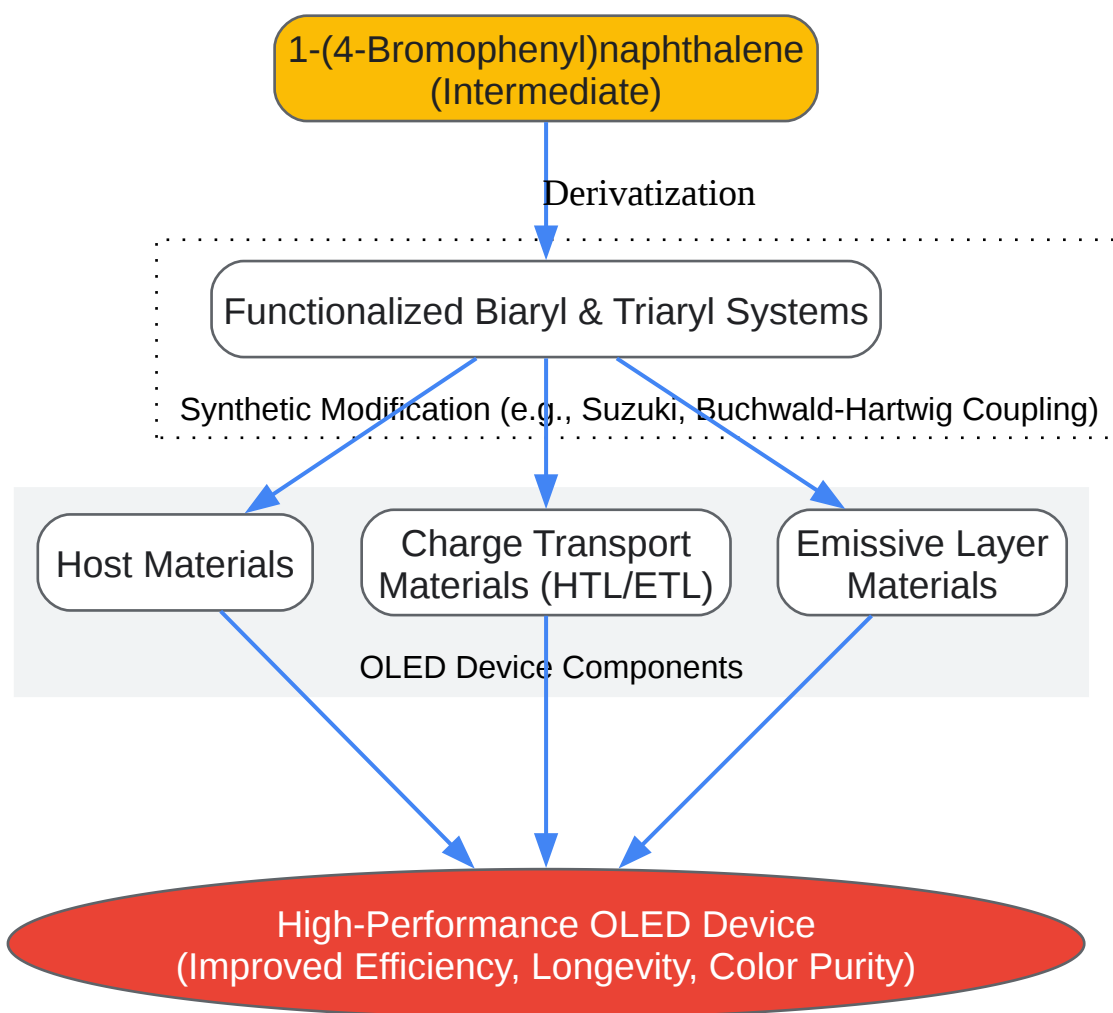 1-(4-Bromophenyl)naphthalene
(Intermediate)
Derivatization
Functionalized Biaryl & Triaryl Systems
Synthetic Modification (e.g., Suzuki, Buchwald-Hartwig Coupling)
Host Materials
Charge Transport
Materials (HTL/ETL)
Emissive Layer
Materials
OLED Device Components
High-Performance OLED Device
(Improved Efficiency, Longevity, Color Purity)